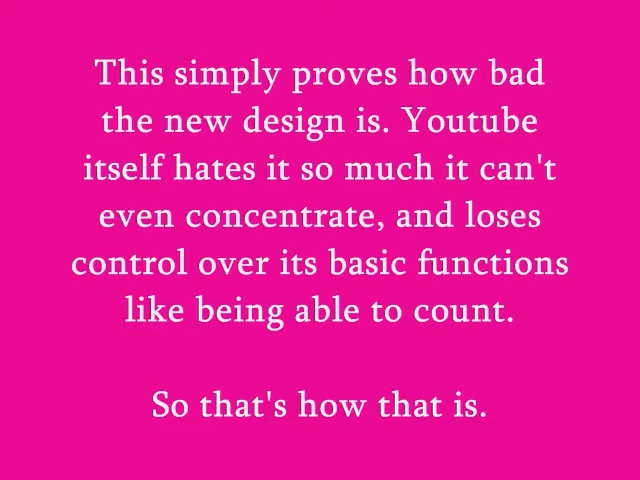 This simply proves how bad
the new design is. Youtube
itself hates it so much it can't
even concentrate, and loses
control over its basic functions
like being able to count.
So that's how that is.